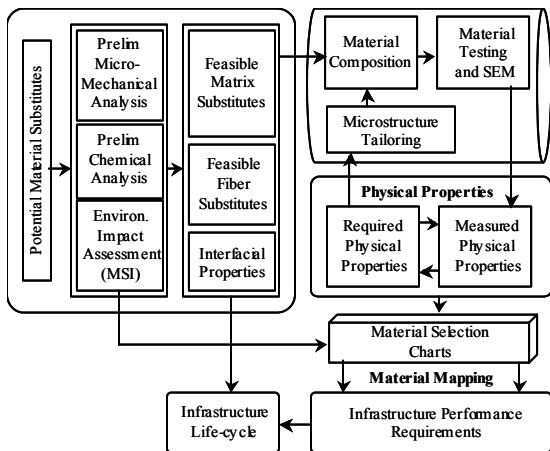 Potential Material Substitutes
Prelim
Micro-
Mechanical
Analysis
Prelim
Chemical
Analysis
Environ.
Impact
Assessment
(MSI)
Feasible
Matrix
Substitutes
Feasible
Fiber
Substitutes
Interfacial
Properties
Material
Composition
Material
Testing
and SEM
Microstructure
Tailoring
Physical Properties
Required
Physical
Properties
Measured
Physical
Properties
Material Selection
Charts
Material Mapping
Infrastructure
Life-cycle
Infrastructure Performance
Requirements